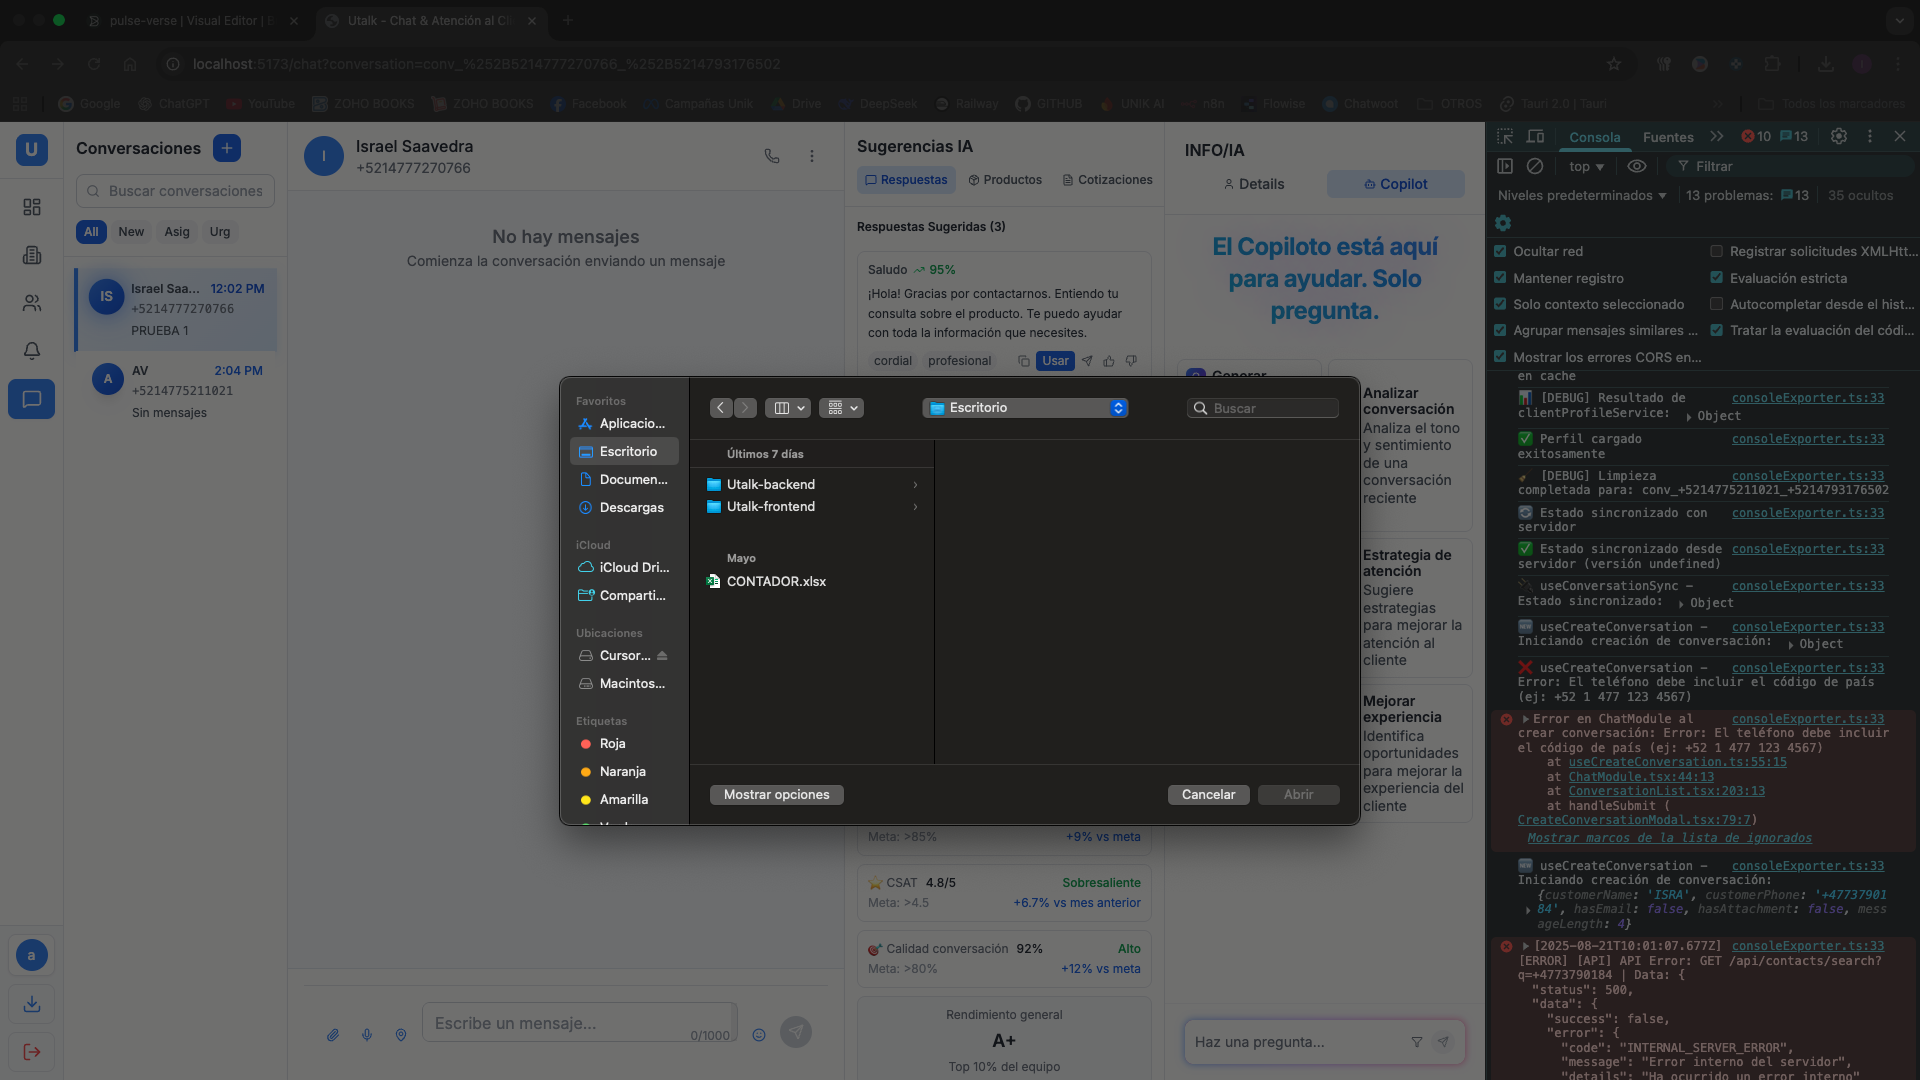 pulse-verse | Visual Editor |
Utalk - Chat & Atención al Cli
localhost:5173/chat?conversation=conv_%252B5214777270766_%252B5214793176502
Google
ChatGPT
YouTube
ZOHO BOOKS
ZOHO BOOKS
Facebook
Campañas Unik
Drive
DeepSeek
Railway
GITHUB
UNIK AI
n8n
Flowise
Chatwoot
OTROS
Tauri 2.0 | Tauri
Todos los marcadores
U
a
Conversaciones
+
Buscar conversaciones
All New Asig Urg
IS
Israel Saa... 12:02 PM
+5214777270766
PRUEBA 1
A
AV 2:04 PM
+5214775211021
Sin mensajes
I
Israel Saavedra
+5214777270766
No hay mensajes
Comienza la conversación enviando un mensaje
Escribe un mensaje...
0/1000
Sugerencias IA
Respuestas Productos Cotizaciones
Respuestas Sugeridas (3)
Saludo 95%
¡Hola! Gracias por contactarnos. Entiendo tu
consulta sobre el producto. Te puedo ayudar
con toda la información que necesites.
cordial profesional Usar
Meta: >85% +9% vs meta
CSAT 4.8/5 Sobresaliente
Meta: >4.5 +6.7% vs mes anterior
Calidad conversación 92% Alto
Meta: >80% +12% vs meta
Rendimiento general
A+
Top 10% del equipo
INFO/IA
Details Copilot
El Copiloto está aquí
para ayudar. Solo
pregunta.
Generar
Analizar
conversación
Analiza el tono
y sentimiento
de una
conversación
reciente
Estrategia de
atención
Sugiere
estrategias
para mejorar la
atención al
cliente
Mejorar
experiencia
Identifica
oportunidades
para mejorar la
experiencia del
cliente
Haz una pregunta...
Favoritos
Aplicacio...
Escritorio
Documen...
Descargas
iCloud
iCloud Dri...
Comparti...
Ubicaciones
Cursor...
Macintos...
Etiquetas
Roja
Naranja
Amarilla
Escritorio
Buscar
Últimos 7 días
Utalk-backend
Utalk-frontend
Mayo
CONTADOR.xlsx
Mostrar opciones
Cancelar
Abrir
Consola Fuentes 10 13
top Filtrar
Niveles predeterminados 13 problemas: 13 35 ocultos
Ocultar red Registrar solicitudes XMLHtt...
Mantener registro Evaluación estricta
Solo contexto seleccionado Autocompletar desde el hist...
Agrupar mensajes similares ... Tratar la evaluación del códi...
Mostrar los errores CORS en...
en cache
[DEBUG] Resultado de consoleExporter.ts:33
clientProfileService: Object
Perfil cargado consoleExporter.ts:33
exitosamente
[DEBUG] Limpieza consoleExporter.ts:33
completada para: conv_+5214775211021_+5214793176502
Estado sincronizado con consoleExporter.ts:33
servidor
Estado sincronizado desde consoleExporter.ts:33
servidor (versión undefined)
useConversationSync – consoleExporter.ts:33
Estado sincronizado: Object
useCreateConversation – consoleExporter.ts:33
Iniciando creación de conversación: Object
useCreateConversation – consoleExporter.ts:33
Error: El teléfono debe incluir el código de país
(ej: +52 1 477 123 4567)
Error en ChatModule al consoleExporter.ts:33
crear conversación: Error: El teléfono debe incluir
el código de país (ej: +52 1 477 123 4567)
at useCreateConversation.ts:55:15
at ChatModule.tsx:44:13
at ConversationList.tsx:203:13
at handleSubmit (
CreateConversationModal.tsx:79:7)
Mostrar marcos de la lista de ignorados
useCreateConversation – consoleExporter.ts:33
Iniciando creación de conversación:
{customerName: 'ISRA', customerPhone: '+47737901
84', hasEmail: false, hasAttachment: false, mess
ageLength: 4}
[2025-08-21T10:01:07.677Z] consoleExporter.ts:33
[ERROR] [API] API Error: GET /api/contacts/search?
q=+4773790184 | Data: {
"status": 500,
"data": {
"success": false,
"error": {
"code": "INTERNAL_SERVER_ERROR",
"message": "Error interno del servidor",
"details": "Ha ocurrido un error interno"